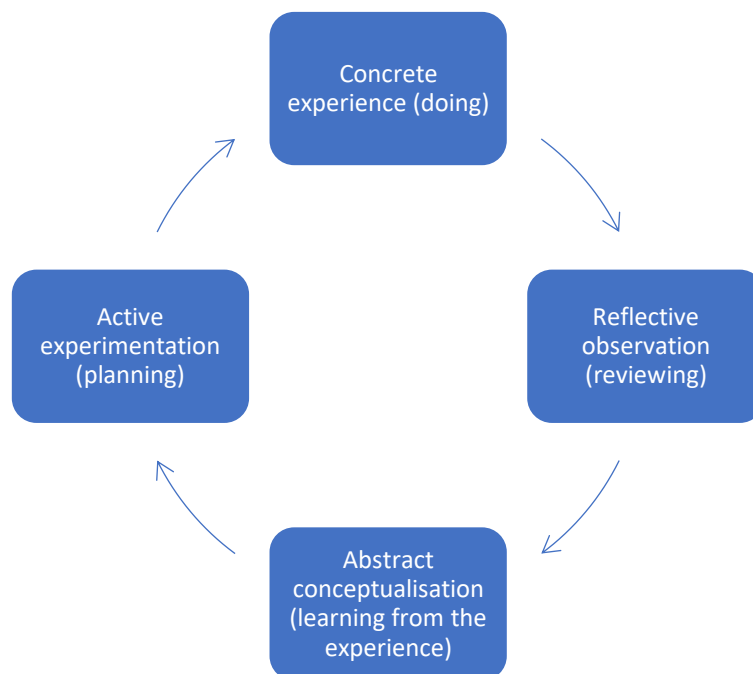 Concrete
experience (doing)
Reflective
observation
(reviewing)
Abstract
conceptualisation
(learning from the
experience)
Active
experimentation
(planning)